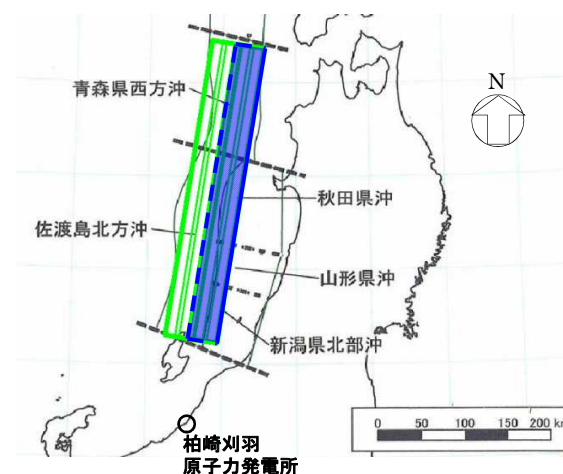 N
青森県西方沖
秋田県沖
佐渡島北方沖
山形県沖
新潟県北部沖
0 50 100 150 200 km
柏崎刈羽
原子力発電所